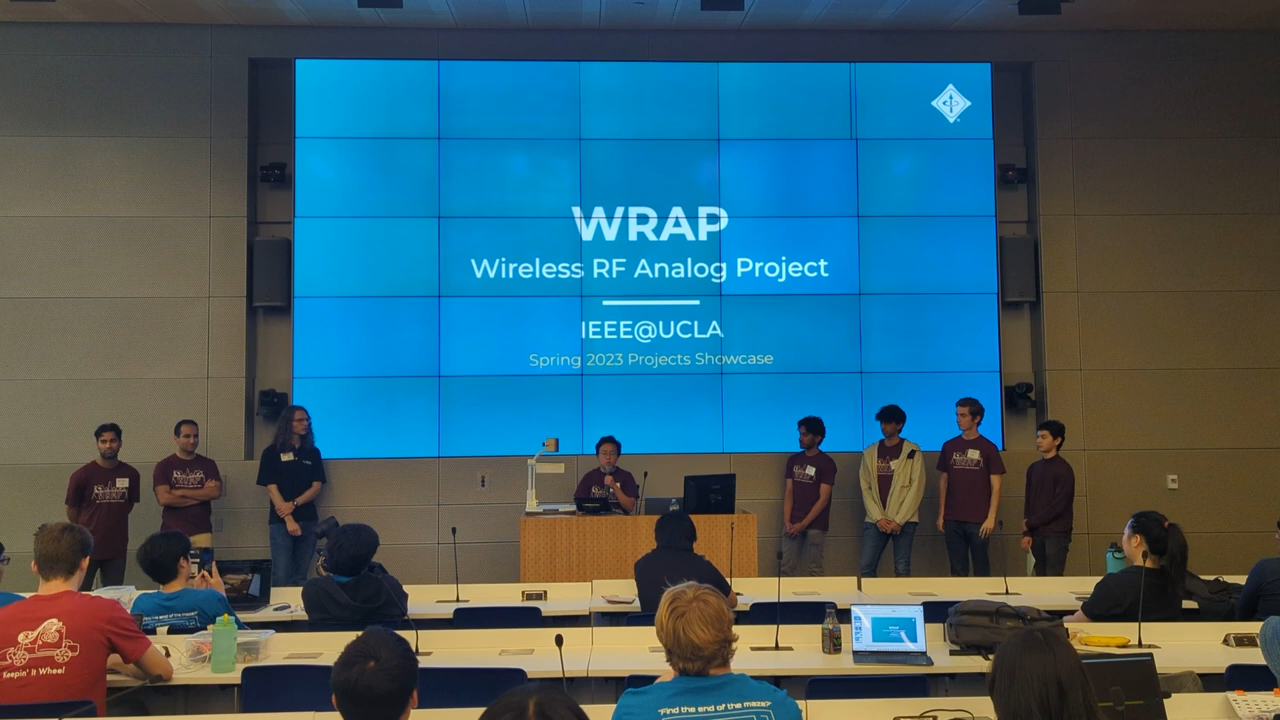 WRAP
Wireless RF Analog Project
IEEE@UCLA
Spring 2023 Projects Showcase
Keepin' It Wheel
"Find the end of the maze?"